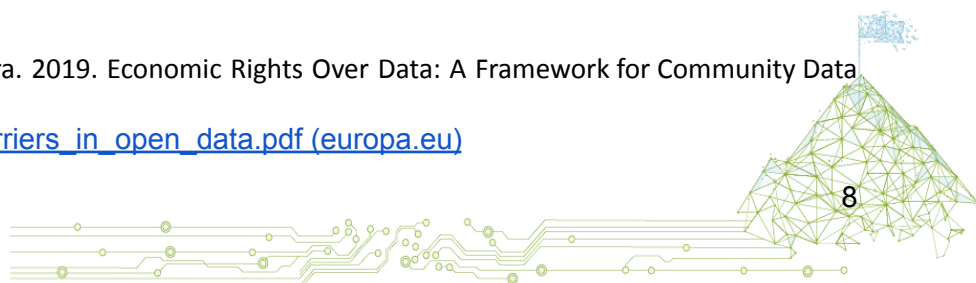 ra. 2019. Economic Rights Over Data: A Framework for Community Data
rriers_in_open_data.pdf (europa.eu)
8